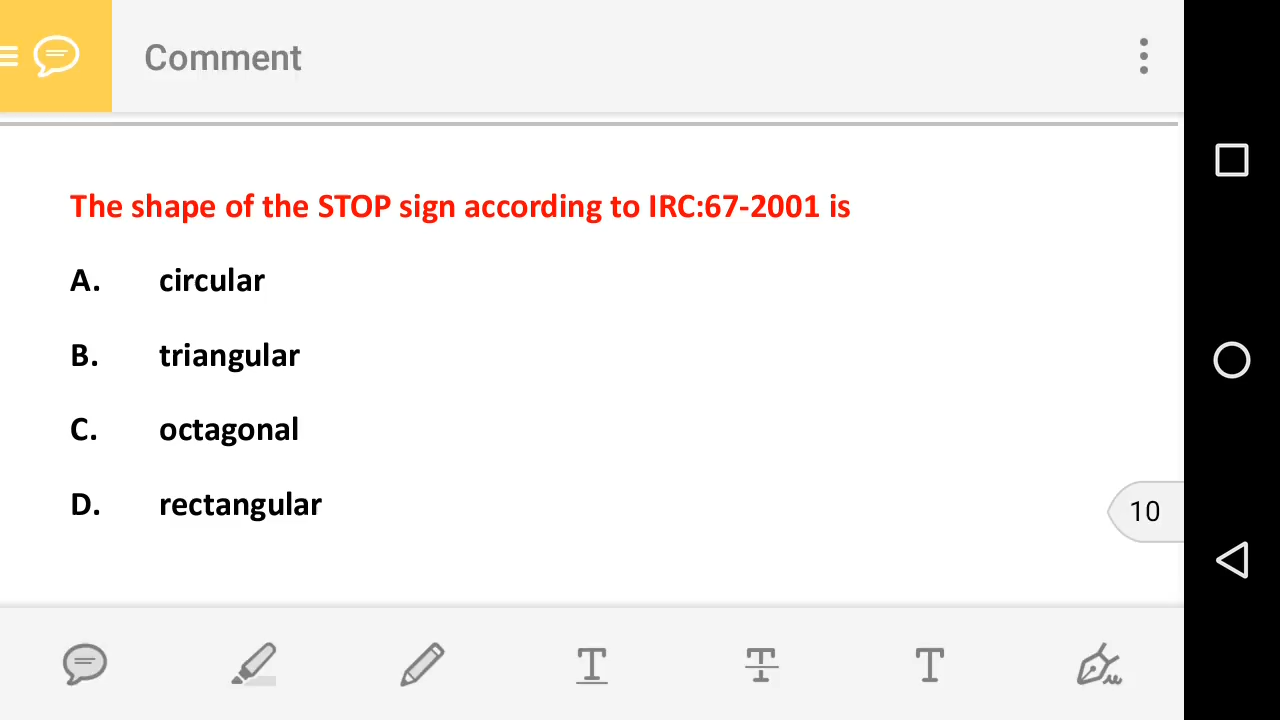 Comment
The shape of the STOP sign according to IRC:67-2001 is
A. circular
B. triangular
C. octagonal
D. rectangular
10